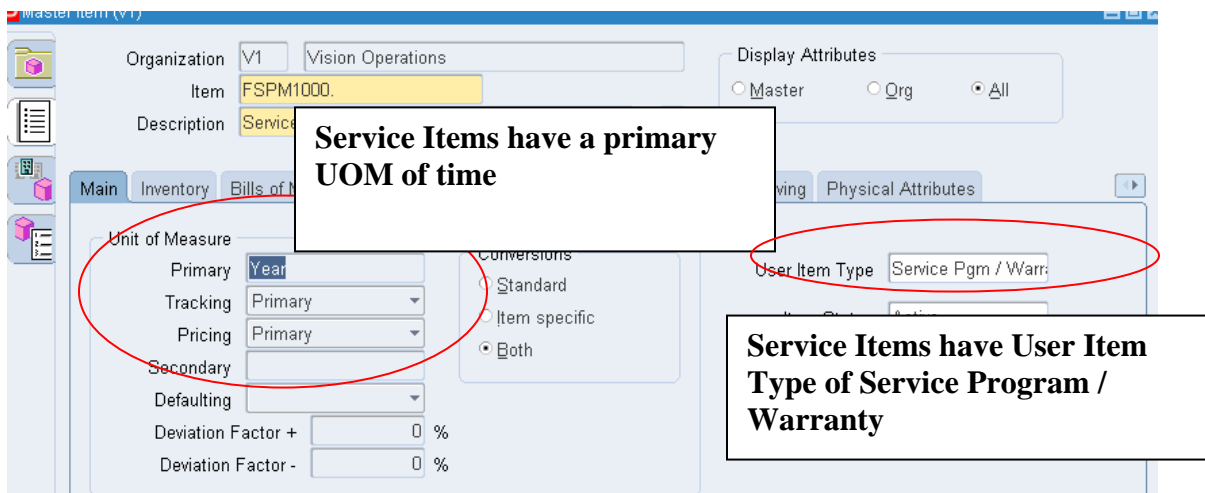 Master Item (V1)
Organization V1 Vision Operations
Display Attributes
Item FSPM1000.
Master Org All
Description Service
Service Items have a primary
UOM of time
Main Inventory Bills of Physical Attributes
Unit of Measure
Conversions
Primary Year
User Item Type Service Pgm / Warr
Tracking Primary
Standard
Pricing Primary
Item specific
Secondary
Both
Service Items have User Item
Type of Service Program /
Warranty
Defaulting
Deviation Factor + 0 %
Deviation Factor - 0 %